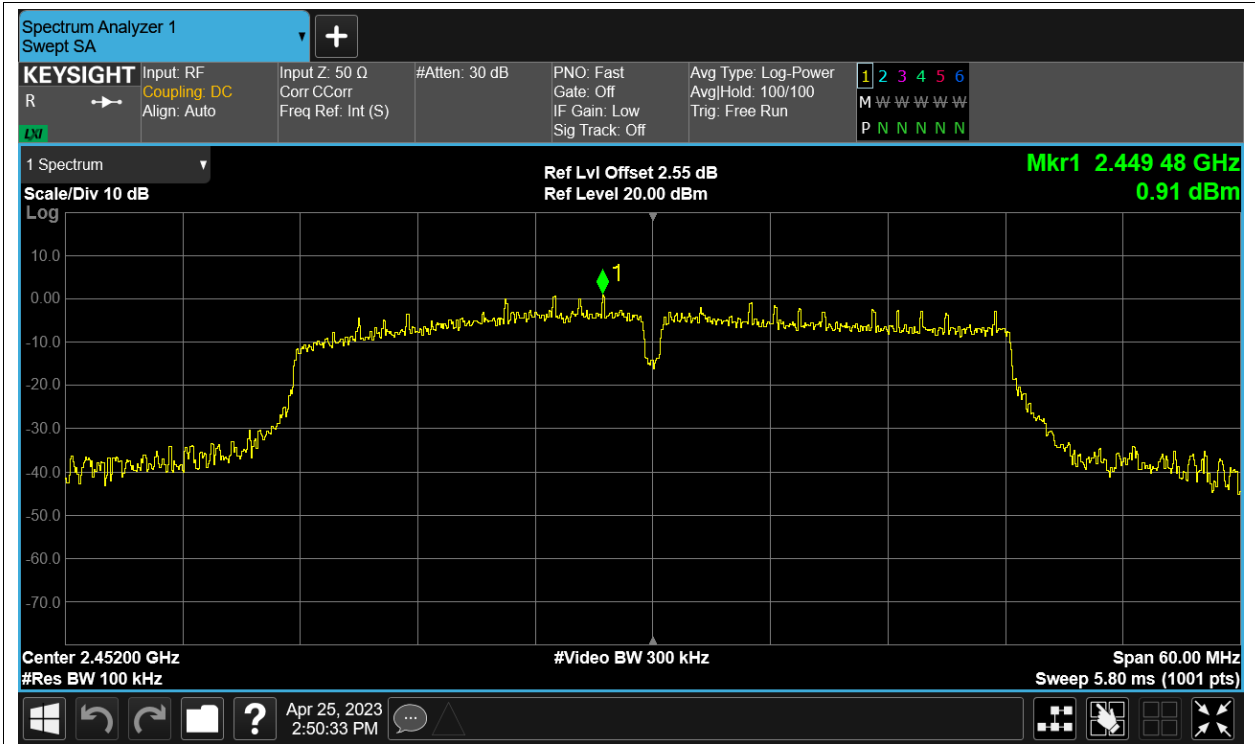 Spectrum Analyzer 1
Swept SA
KEYSIGHT
R
LXI
Input: RF
Coupling: DC
Align: Auto
Input Z: 50 Ω
Corr CCorr
Freq Ref: Int (S)
#Atten: 30 dB
PNO: Fast
Gate: Off
IF Gain: Low
Sig Track: Off
Avg Type: Log-Power
Avg|Hold: 100/100
Trig: Free Run
1 2 3 4 5 6
M W W W W W
P N N N N N
1 Spectrum
Scale/Div 10 dB
Log
Ref Lvl Offset 2.55 dB
Ref Level 20.00 dBm
Mkr1 2.449 48 GHz
0.91 dBm
10.0
1
0.00
-10.0
-20.0
-30.0
-40.0
-50.0
-60.0
-70.0
Center 2.45200 GHz
#Res BW 100 kHz
#Video BW 300 kHz
Span 60.00 MHz
Sweep 5.80 ms (1001 pts)
?
Apr 25, 2023
2:50:33 PM